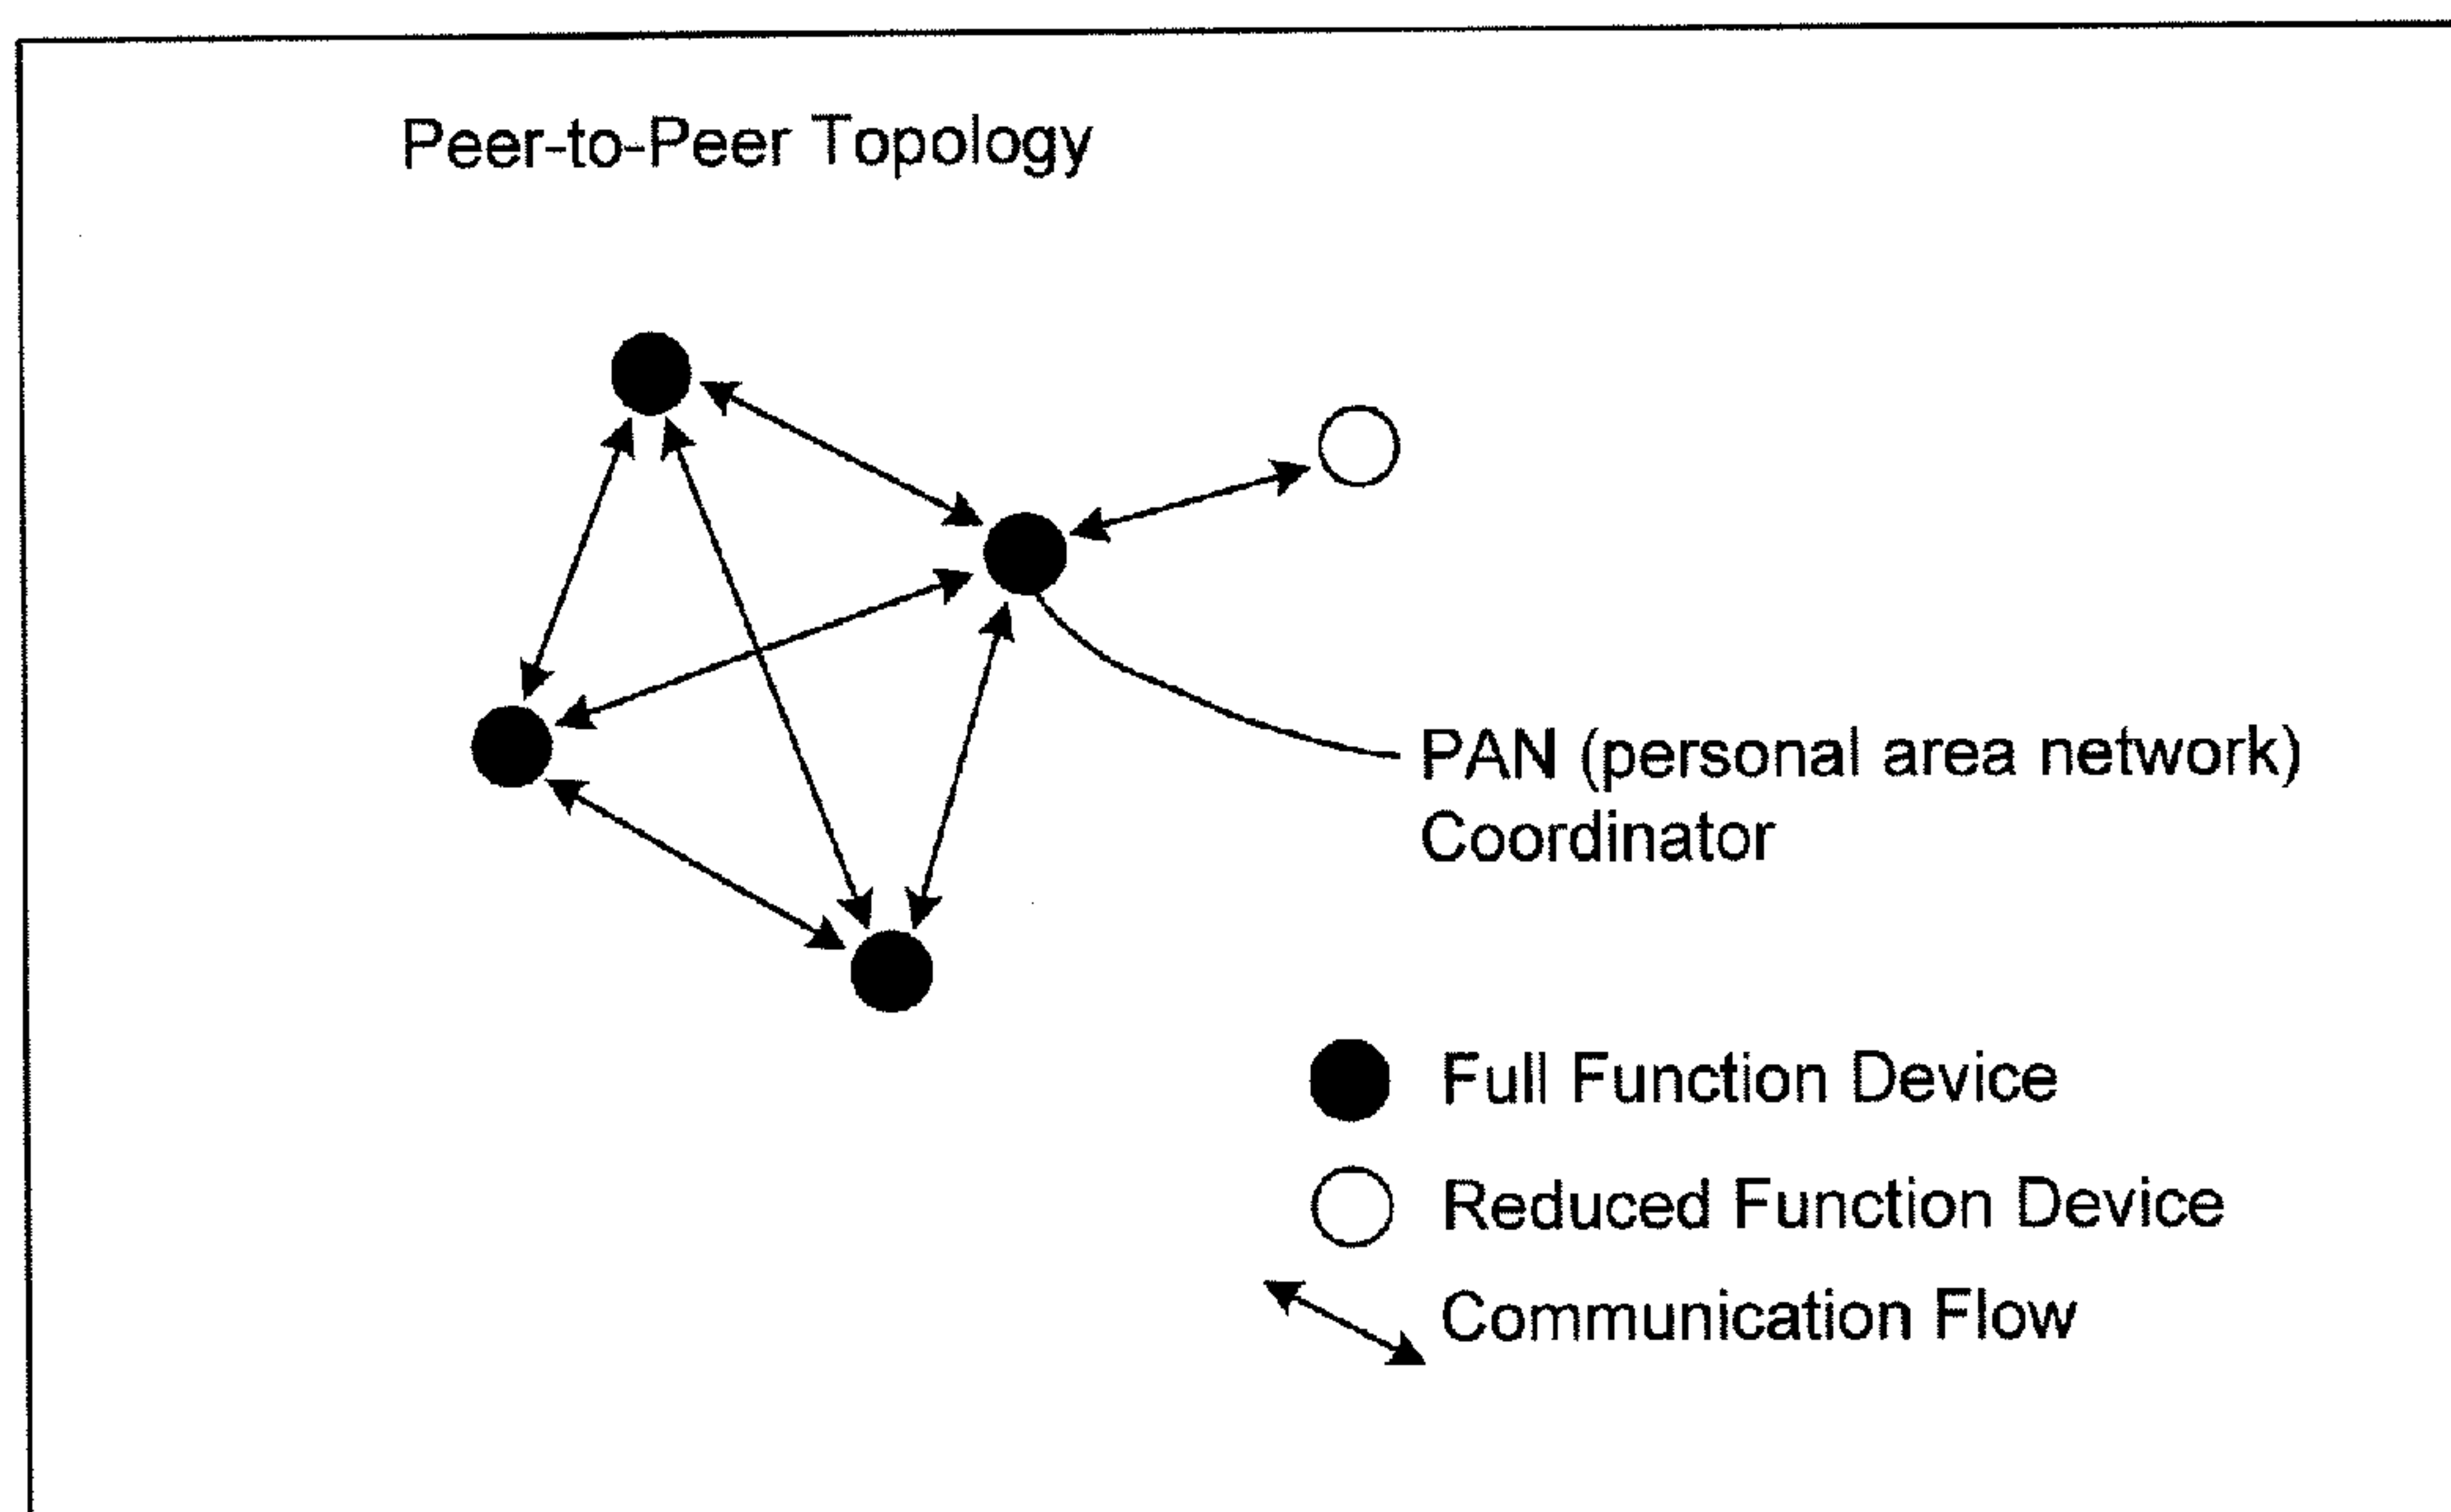 Peer-to-Peer Topology
PAN (personal area network)
Coordinator
Full Function Device
Reduced Function Device
Communication Flow